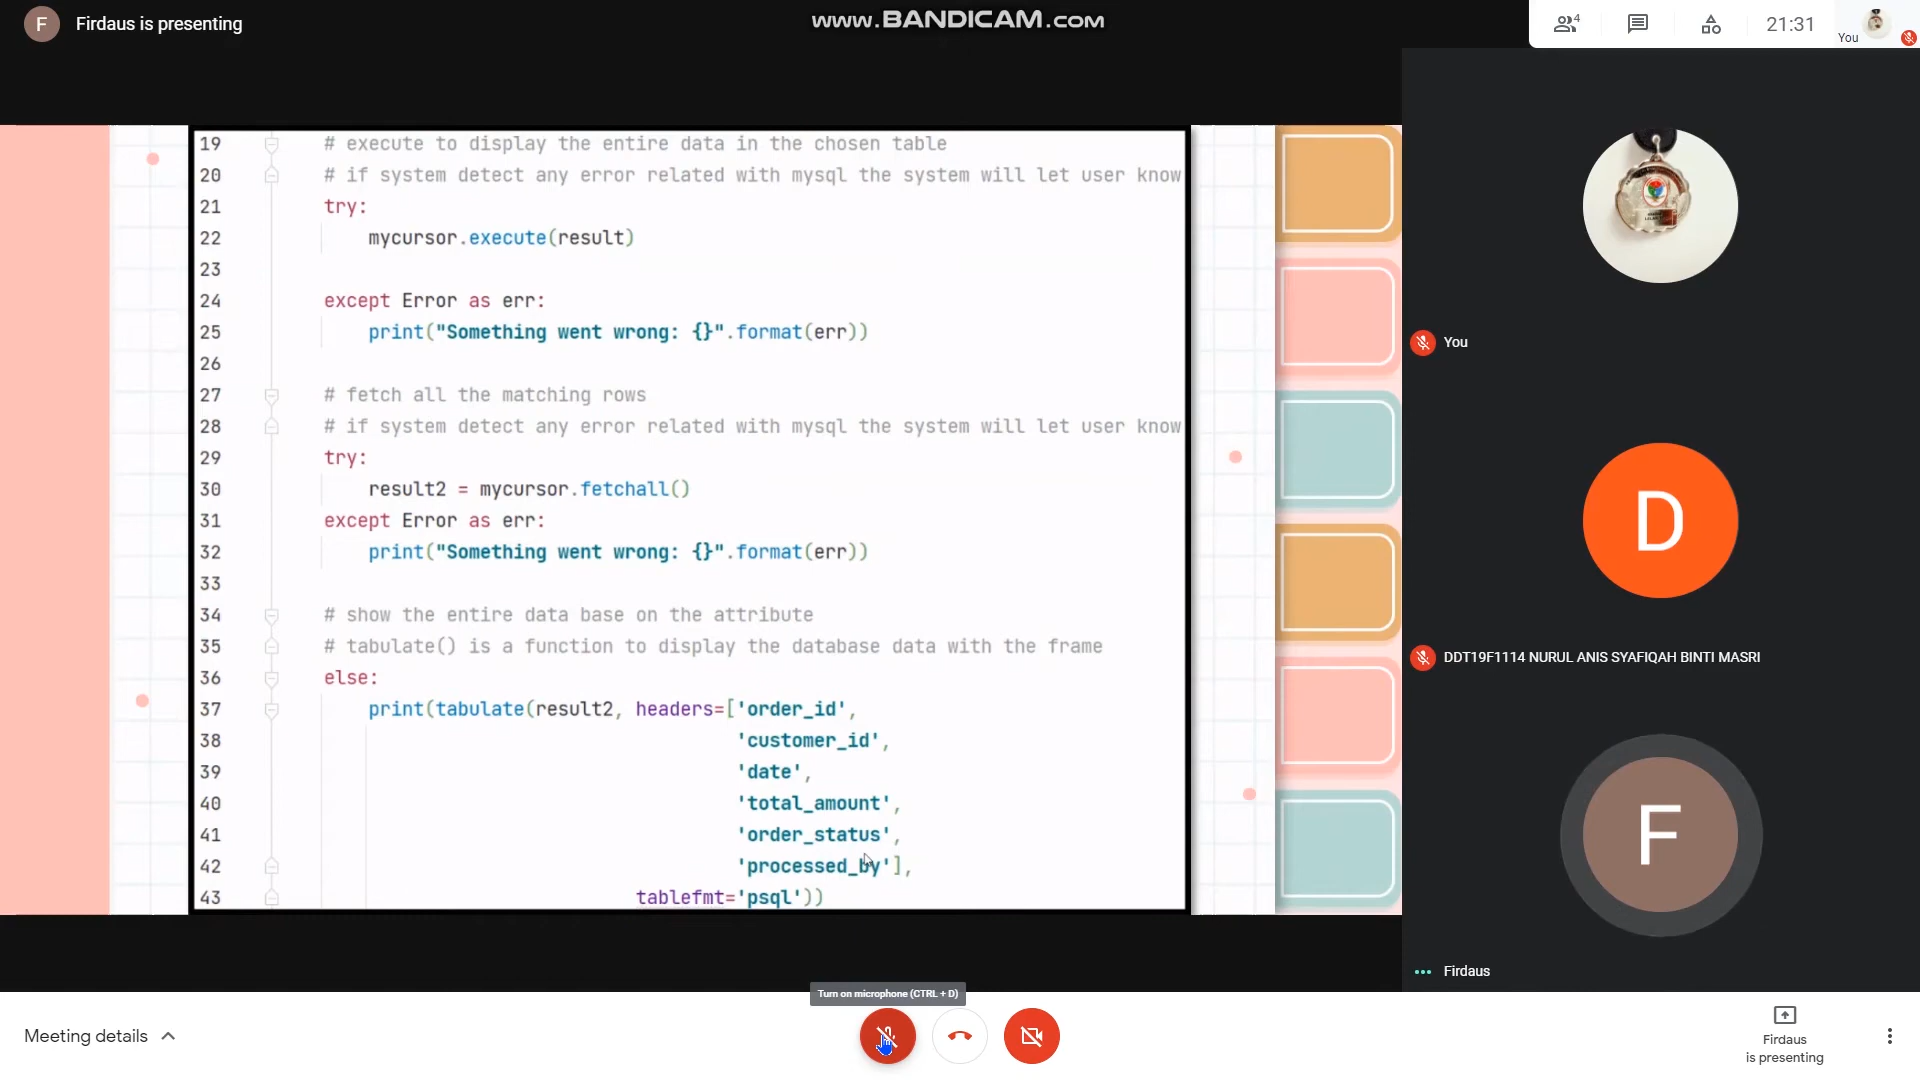 F Firdaus is presenting
www.BANDICAM.com
4
21:31
You
19 # execute to display the entire data in the chosen table
20 # if system detect any error related with mysql the system will let user know
21 try:
22 mycursor.execute(result)
23
24 except Error as err:
25 print("Something went wrong: {}".format(err))
26
27 # fetch all the matching rows
28 # if system detect any error related with mysql the system will let user know
29 try:
30 result2 = mycursor.fetchall()
31 except Error as err:
32 print("Something went wrong: {}".format(err))
33
34 # show the entire data base on the attribute
35 # tabulate() is a function to display the database data with the frame
36 else:
37 print(tabulate(result2, headers=['order_id',
38 'customer_id',
39 'date',
40 'total_amount',
41 'order_status',
42 'processed_by'],
43 tablefmt='psql'))
You
D
DDT19F1114 NURUL ANIS SYAFIQAH BINTI MASRI
F
Firdaus
Turn on microphone (CTRL + D)
Meeting details
Firdaus
is presenting